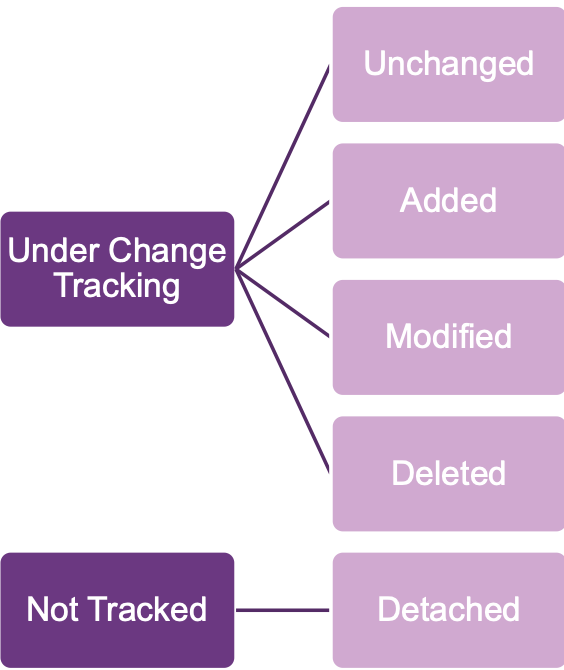 Under Change
Tracking
Unchanged
Added
Modified
Deleted
Not Tracked
Detached